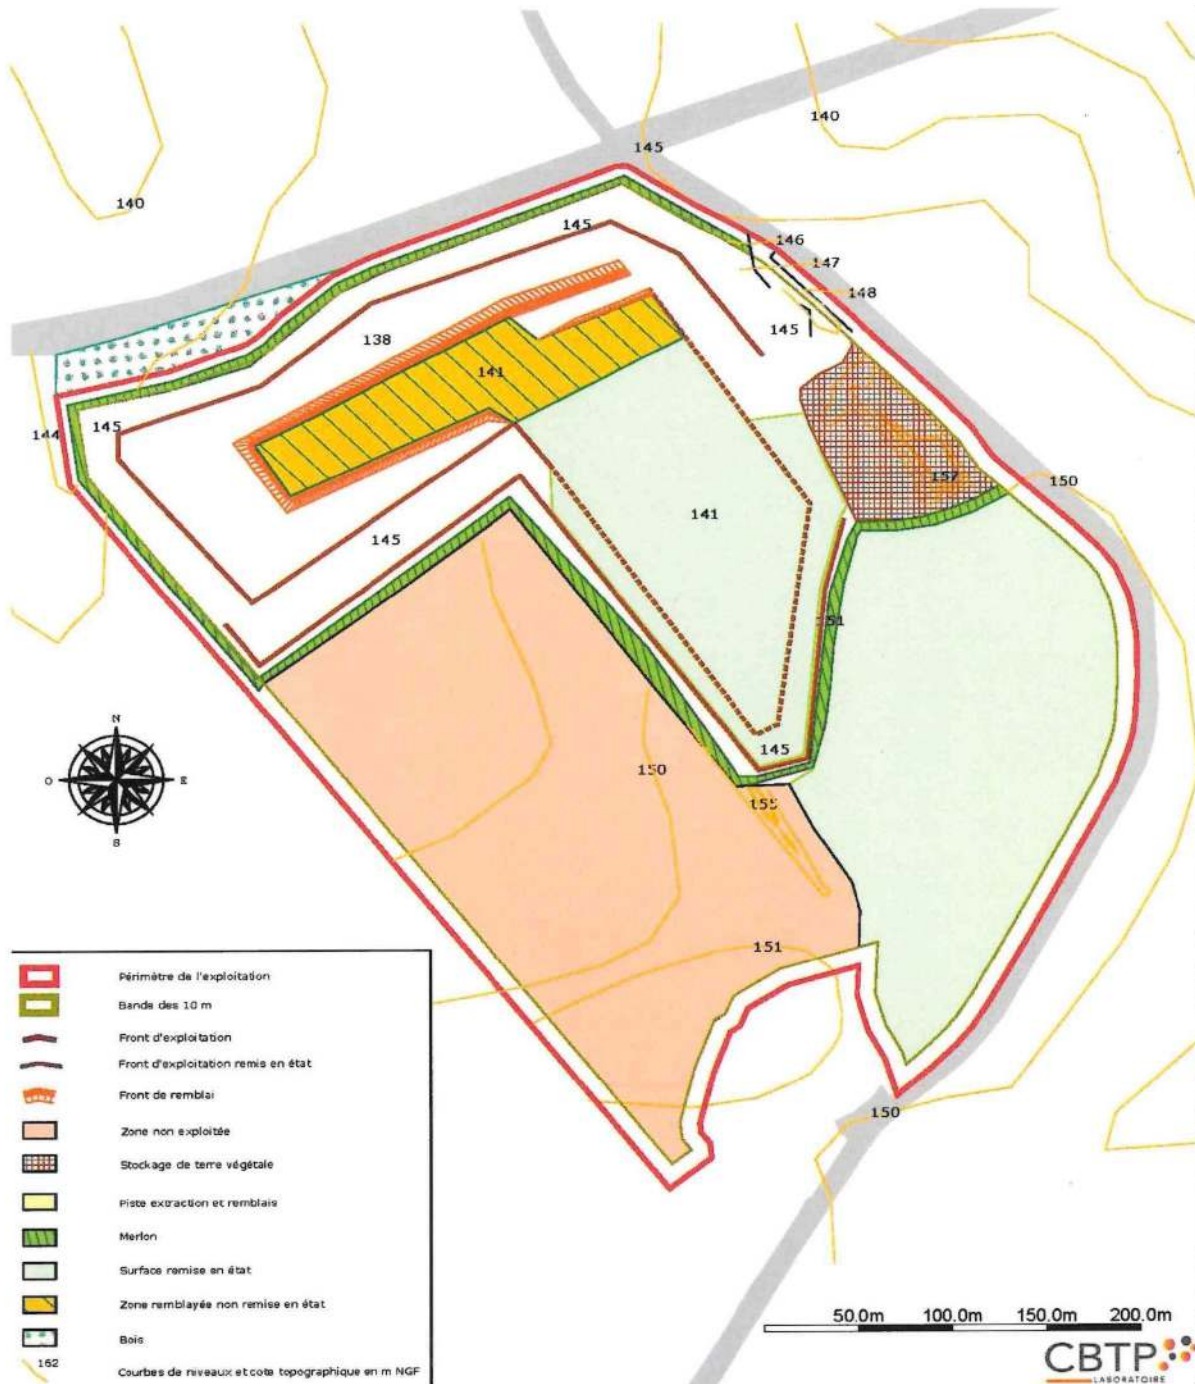 140
145
140
145
146
147
148
145
138
141
144
145
157
150
141
145
151
145
150
155
151
150
N
O
E
S
Périmètre de l'exploitation
Bande des 10 m
Front d'exploitation
Front d'exploitation remis en état
Front de remblai
Zone non exploitée
Stockage de terre végétale
Piste extraction et remblais
Merlon
Surface remise en état
Zone remblayée non remise en état
Bois
162
Courbes de niveaux et cote topographique en m NGF
50.0m 100.0m 150.0m 200.0m
CBTP
LABORATOIRE